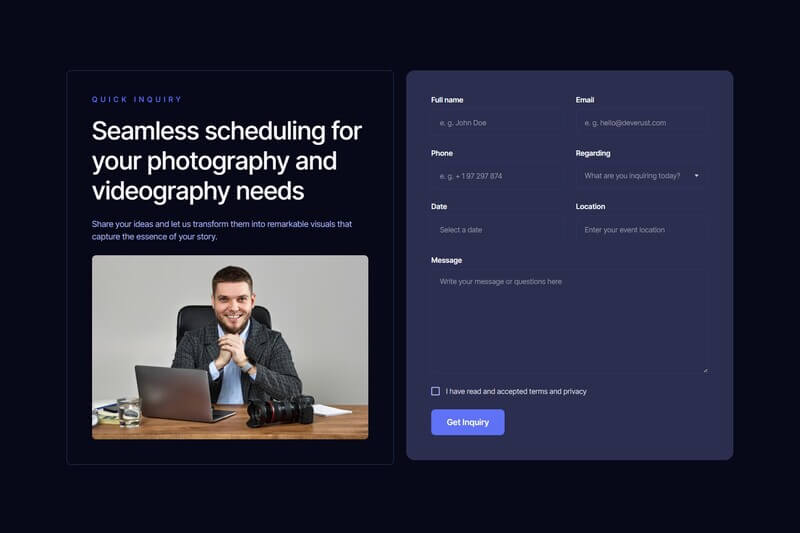 QUICK INQUIRY
Seamless scheduling for
your photography and
videography needs
Share your ideas and let us transform them into remarkable visuals that
capture the essence of your story.
Full name
Email
e. g. John Doe
e. g. hello@deverust.com
Phone
Regarding
e. g. + 1 97 297 874
What are you inquiring today?
Date
Location
Select a date
Enter your event location
Message
Write your message or questions here
I have read and accepted terms and privacy
Get Inquiry